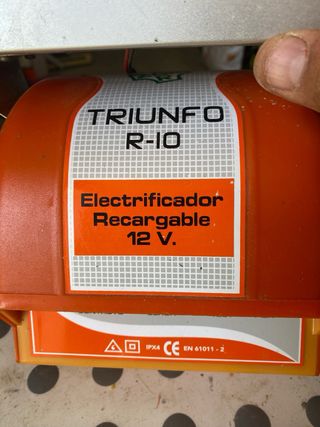 TRIUNFO
R-10
Electrificador
Recargable
12 V.
IPX4 CE EN 61011 - 2